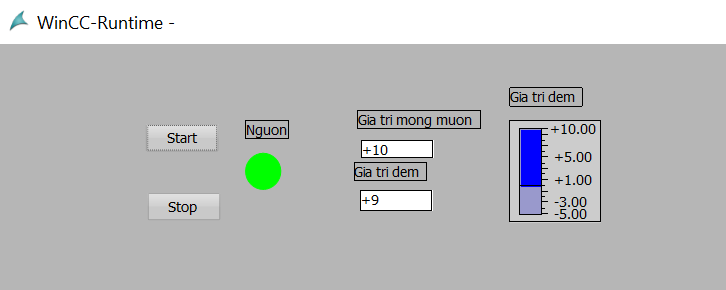 WinCC-Runtime -
Start
Stop
Nguon
Gia tri mong muon
+10
Gia tri dem
+9
Gia tri dem
+10.00
+5.00
+1.00
-3.00
-5.00